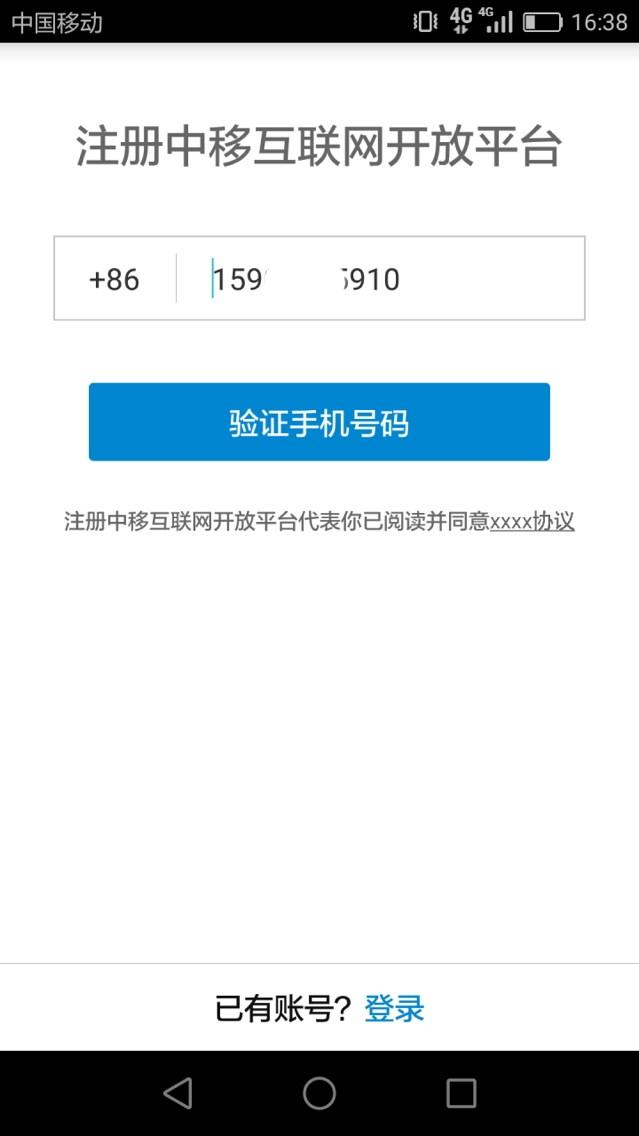 中国移动 4G 4G 16:38
注册中移互联网开放平台
+86 159 5910
验证手机号码
注册中移互联网开放平台代表你已阅读并同意xxxx协议
已有账号? 登录